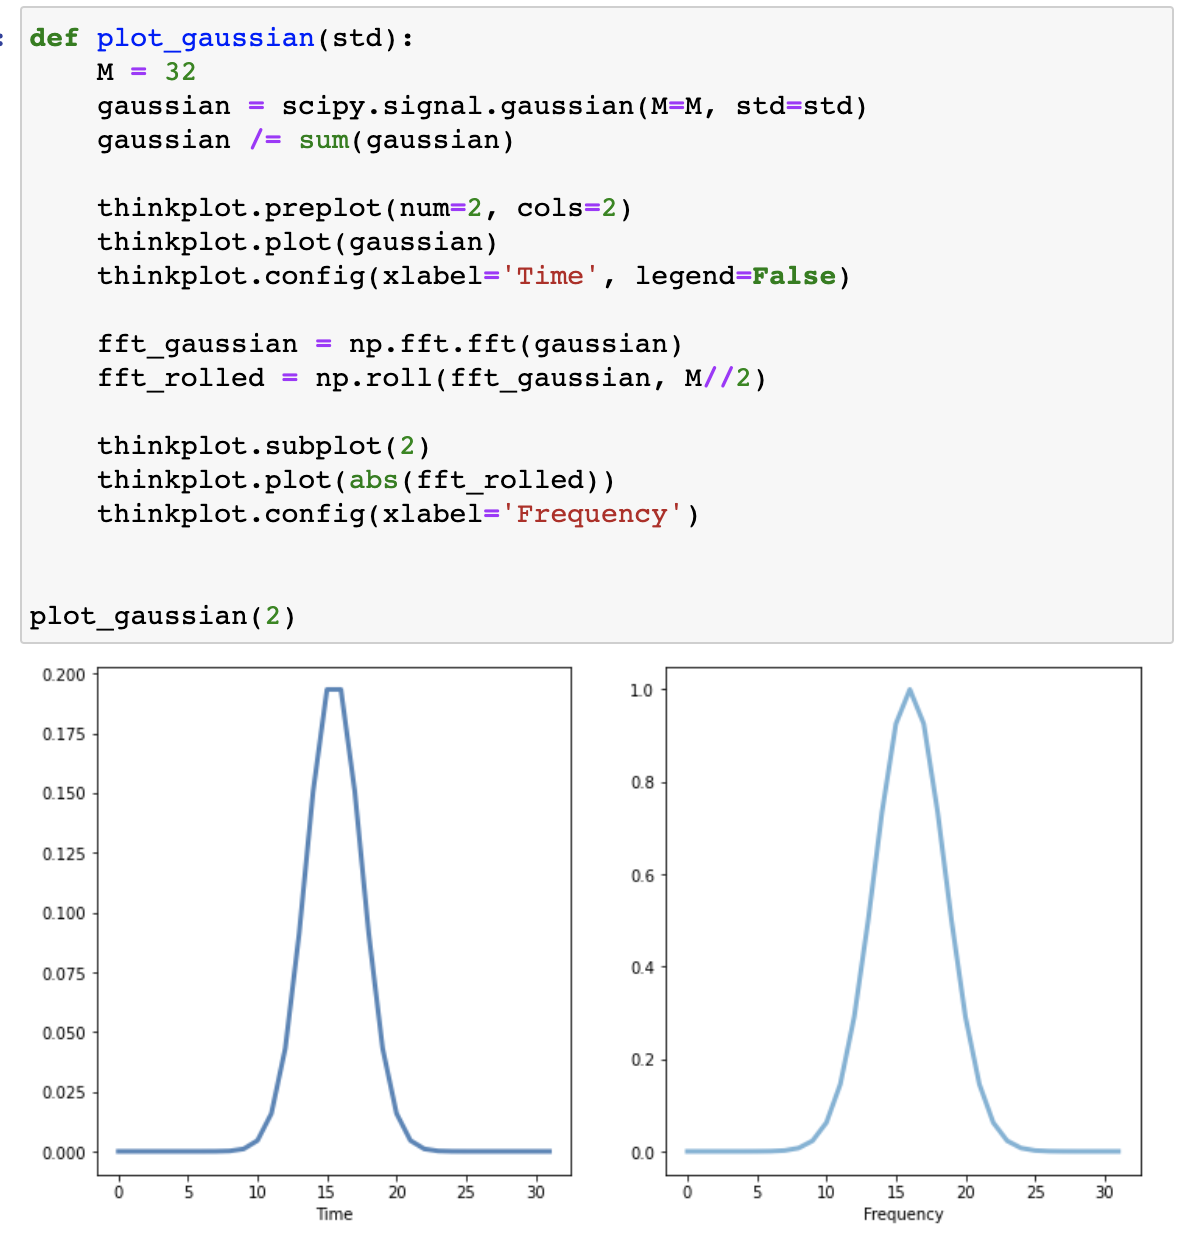 :
def plot_gaussian(std):
    M = 32
    gaussian = scipy.signal.gaussian(M=M, std=std)
    gaussian /= sum(gaussian)

    thinkplot.preplot(num=2, cols=2)
    thinkplot.plot(gaussian)
    thinkplot.config(xlabel='Time', legend=False)

    fft_gaussian = np.fft.fft(gaussian)
    fft_rolled = np.roll(fft_gaussian, M//2)

    thinkplot.subplot(2)
    thinkplot.plot(abs(fft_rolled))
    thinkplot.config(xlabel='Frequency')


plot_gaussian(2)
0.200
0.175
0.150
0.125
0.100
0.075
0.050
0.025
0.000
0 5 10 15 20 25 30
Time
1.0
0.8
0.6
0.4
0.2
0.0
0 5 10 15 20 25 30
Frequency